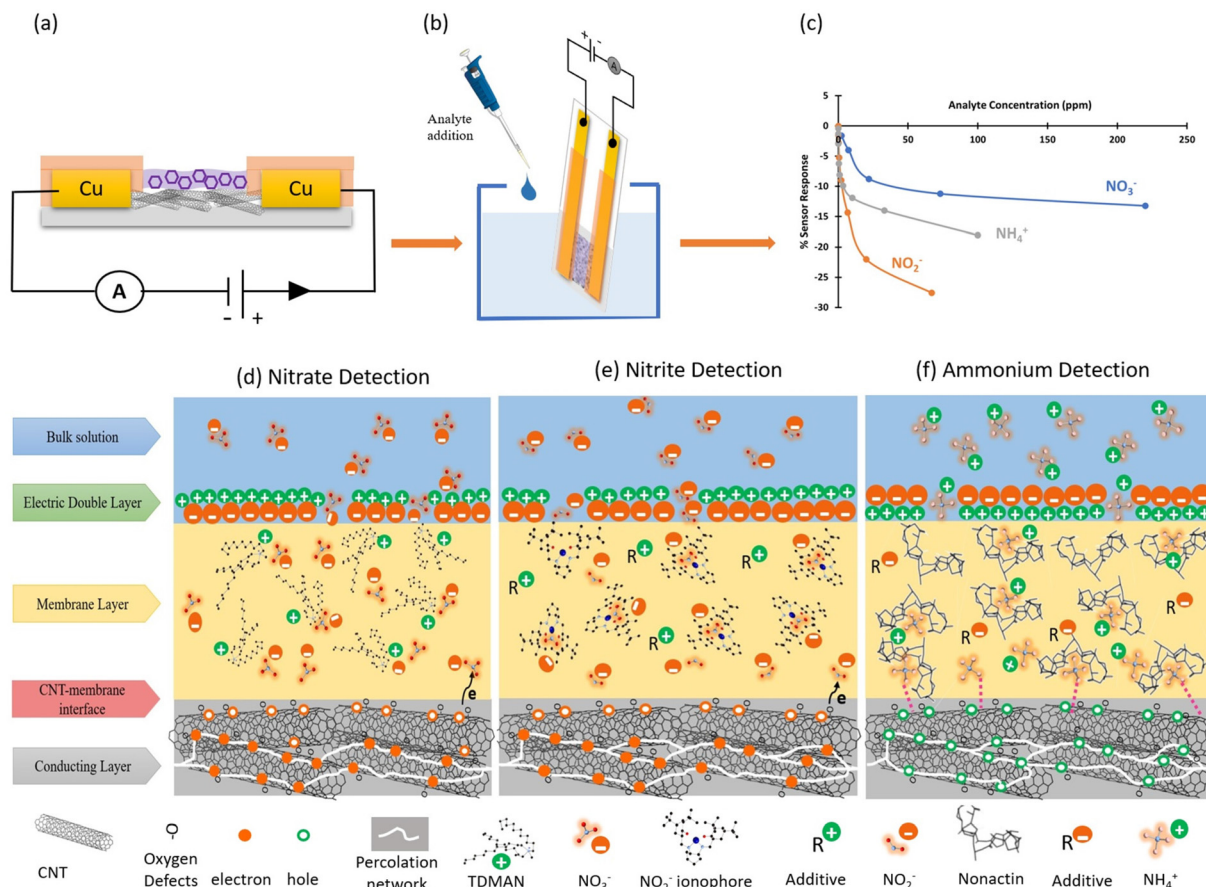 (a)
(b)
(c)
Cu
Cu
A
-
+
Analyte
addition
+
-
A
Analyte Concentration (ppm)
% Sensor Response
5
0
-5
-10
-15
-20
-25
-30
0
50
100
150
200
250
NO₃⁻
NH₄⁺
NO₂⁻
(d) Nitrate Detection
(e) Nitrite Detection
(f) Ammonium Detection
Bulk solution
Electric Double Layer
Membrane Layer
CNT-membrane
interface
Conducting Layer
R
R
R
R
R
R
R
R
R
e
e
CNT
Oxygen
Defects
electron
hole
Percolation
network
TDMAN
NO₃⁻
NO₂⁻ ionophore
R
Additive
NO₂⁻
Nonactin
R
Additive
NH₄⁺